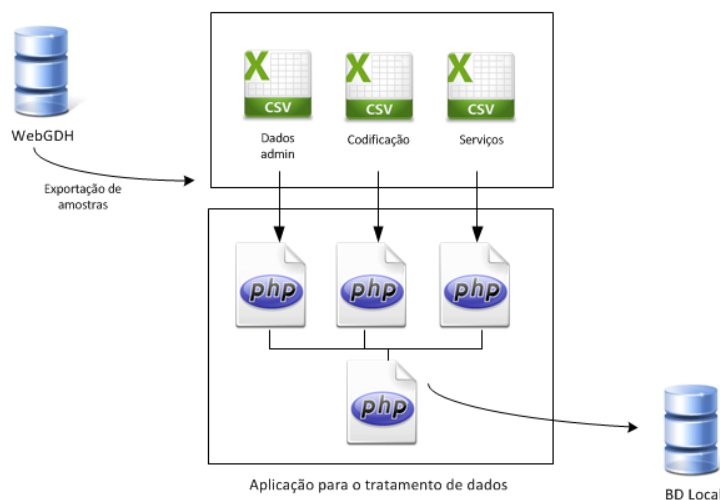 WebGDH
Exportação de
amostras
X
CSV
Dados
admin
X
CSV
Codificação
X
CSV
Serviços
php
php
php
php
Aplicação para o tratamento de dados
BD Local